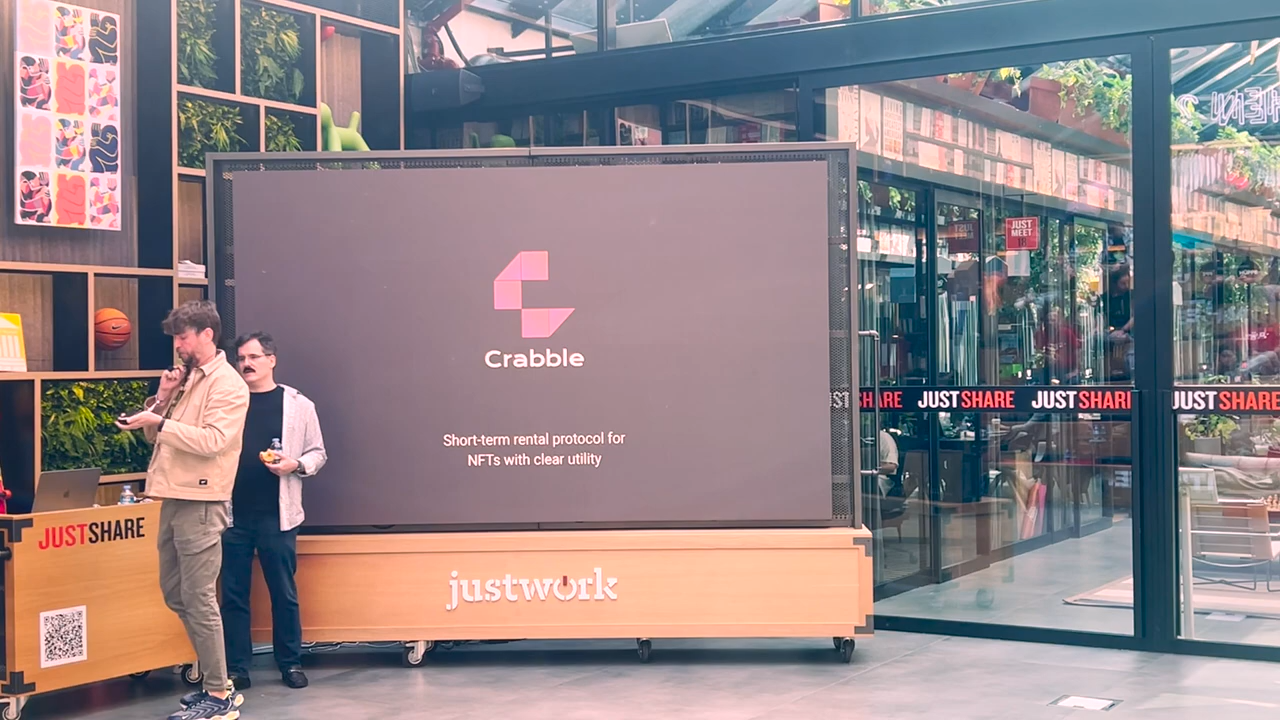 Crabble
Short-term rental protocol for
NFTs with clear utility
JUSTSHARE
justwork
JUST
MEET
JUSTSHARE
JUSTSHARE
JUSTSHARE